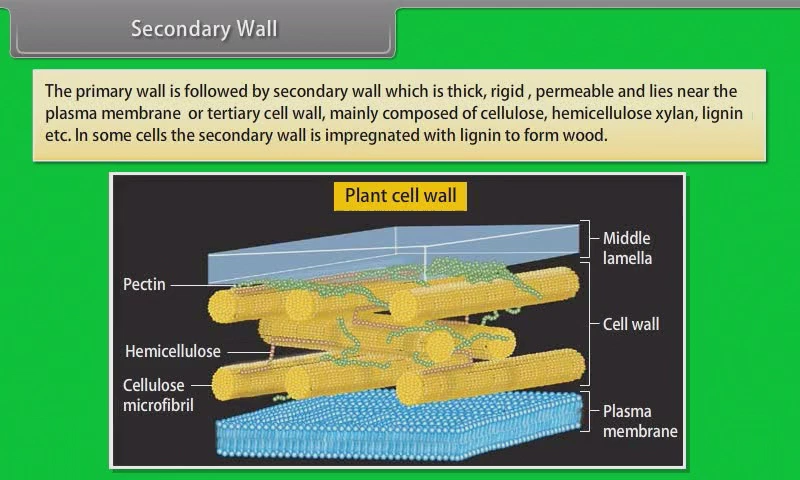 Secondary Wall
The primary wall is followed by secondary wall which is thick, rigid , permeable and lies near the
plasma membrane or tertiary cell wall, mainly composed of cellulose, hemicellulose xylan, lignin
etc. In some cells the secondary wall is impregnated with lignin to form wood.
Plant cell wall
Middle
lamella
Pectin
Cell wall
Hemicellulose
Cellulose
microfibril
Plasma
membrane